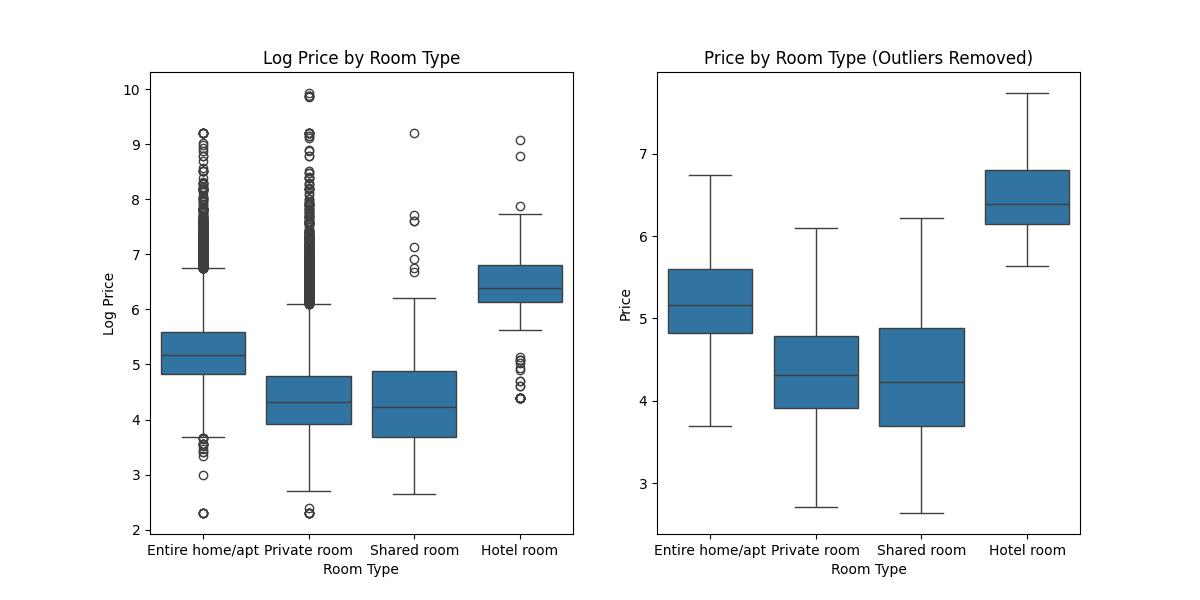 Log Price by Room Type
10
9
8
7
6
5
4
3
2
Log Price
Entire home/apt Private room Shared room Hotel room
Room Type
Price by Room Type (Outliers Removed)
7
6
5
4
3
Price
Entire home/apt Private room Shared room Hotel room
Room Type